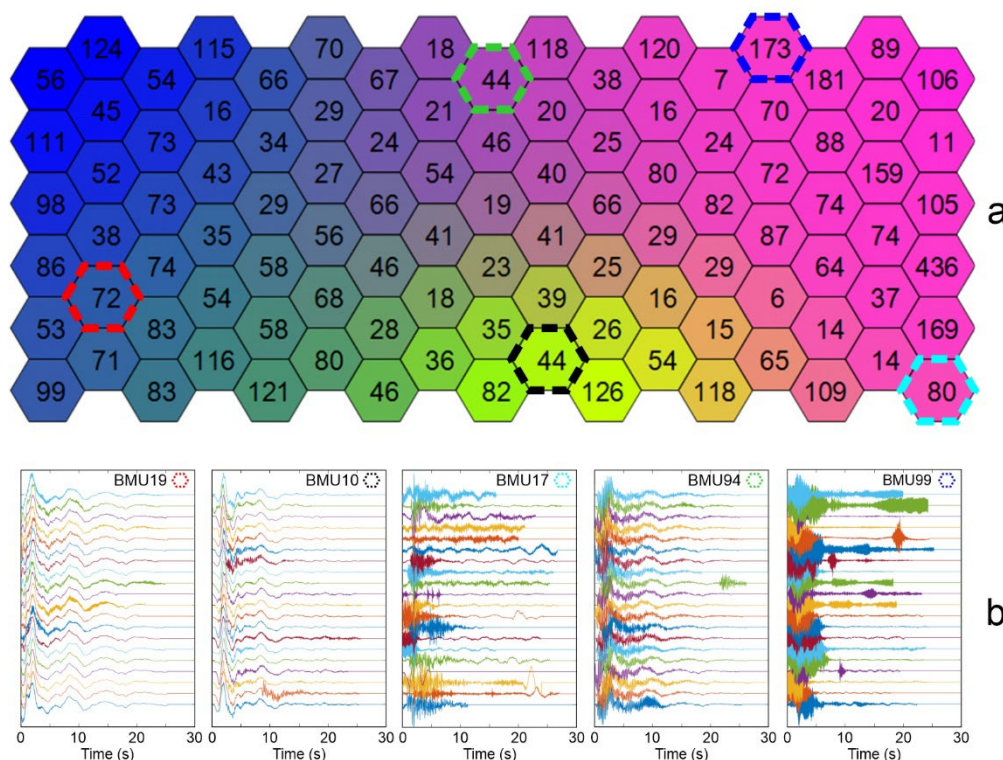 124 115 70 18 118 120 173 89
56 54 66 67 44 38 7 181 106
45 16 29 21 20 16 70 20
111 73 34 24 46 25 24 88 11
52 43 27 54 40 80 72 159
98 73 29 66 19 66 82 74 105
a
38 35 56 41 41 29 87 74
86 74 58 46 23 25 29 64 436
72 54 68 18 39 16 6 37
53 83 58 28 35 26 15 14 169
71 116 80 36 44 54 65 14
99 83 121 46 82 126 118 109 80
BMU19 BMU10 BMU17 BMU94 BMU99
b
0 10 20 30 0 10 20 30 0 10 20 30 0 10 20 30 0 10 20 30
Time (s) Time (s) Time (s) Time (s) Time (s)